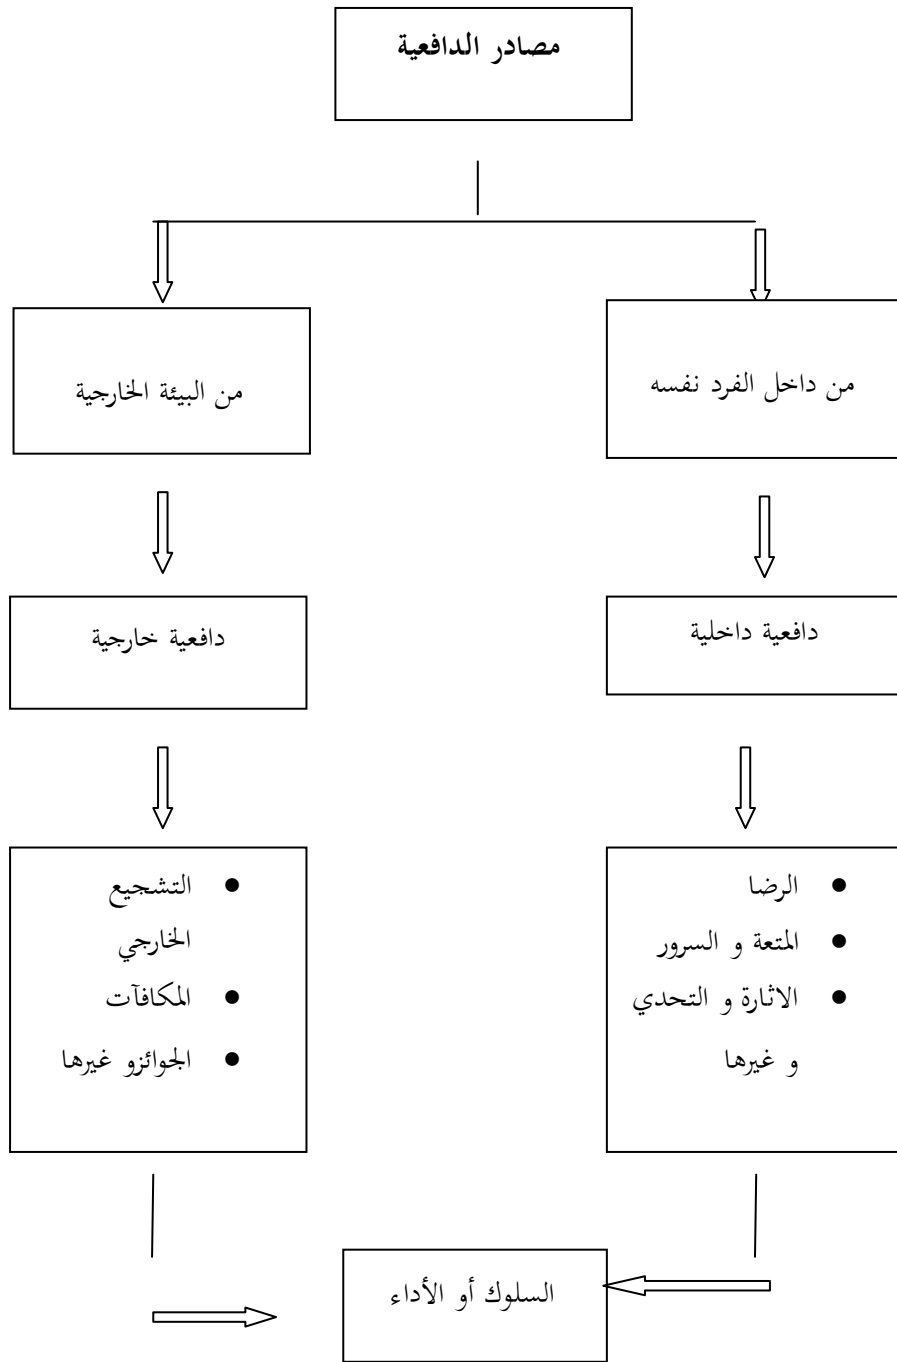 مصادر الدافعية
من داخل الفرد نفسه
من البيئة الخارجية
دافعية داخلية
دافعية خارجية
• الرضا
• المتعة و السرور
• الاثارة و التحدي
و غيرها
• التشجيع
الخارجي
• المكافآت
• الجوائزو غيرها
السلوك أو الأداء